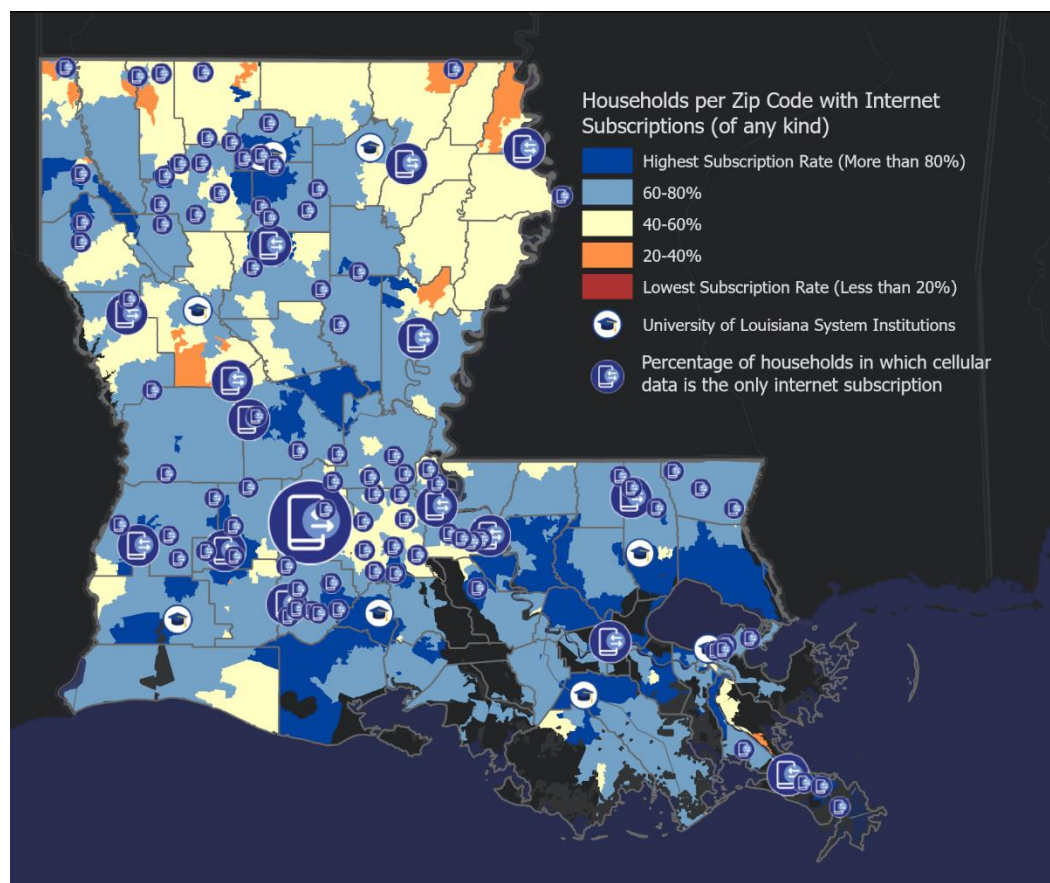 Households per Zip Code with Internet
Subscriptions (of any kind)
Highest Subscription Rate (More than 80%)
60-80%
40-60%
20-40%
Lowest Subscription Rate (Less than 20%)
University of Louisiana System Institutions
Percentage of households in which cellular
data is the only internet subscription